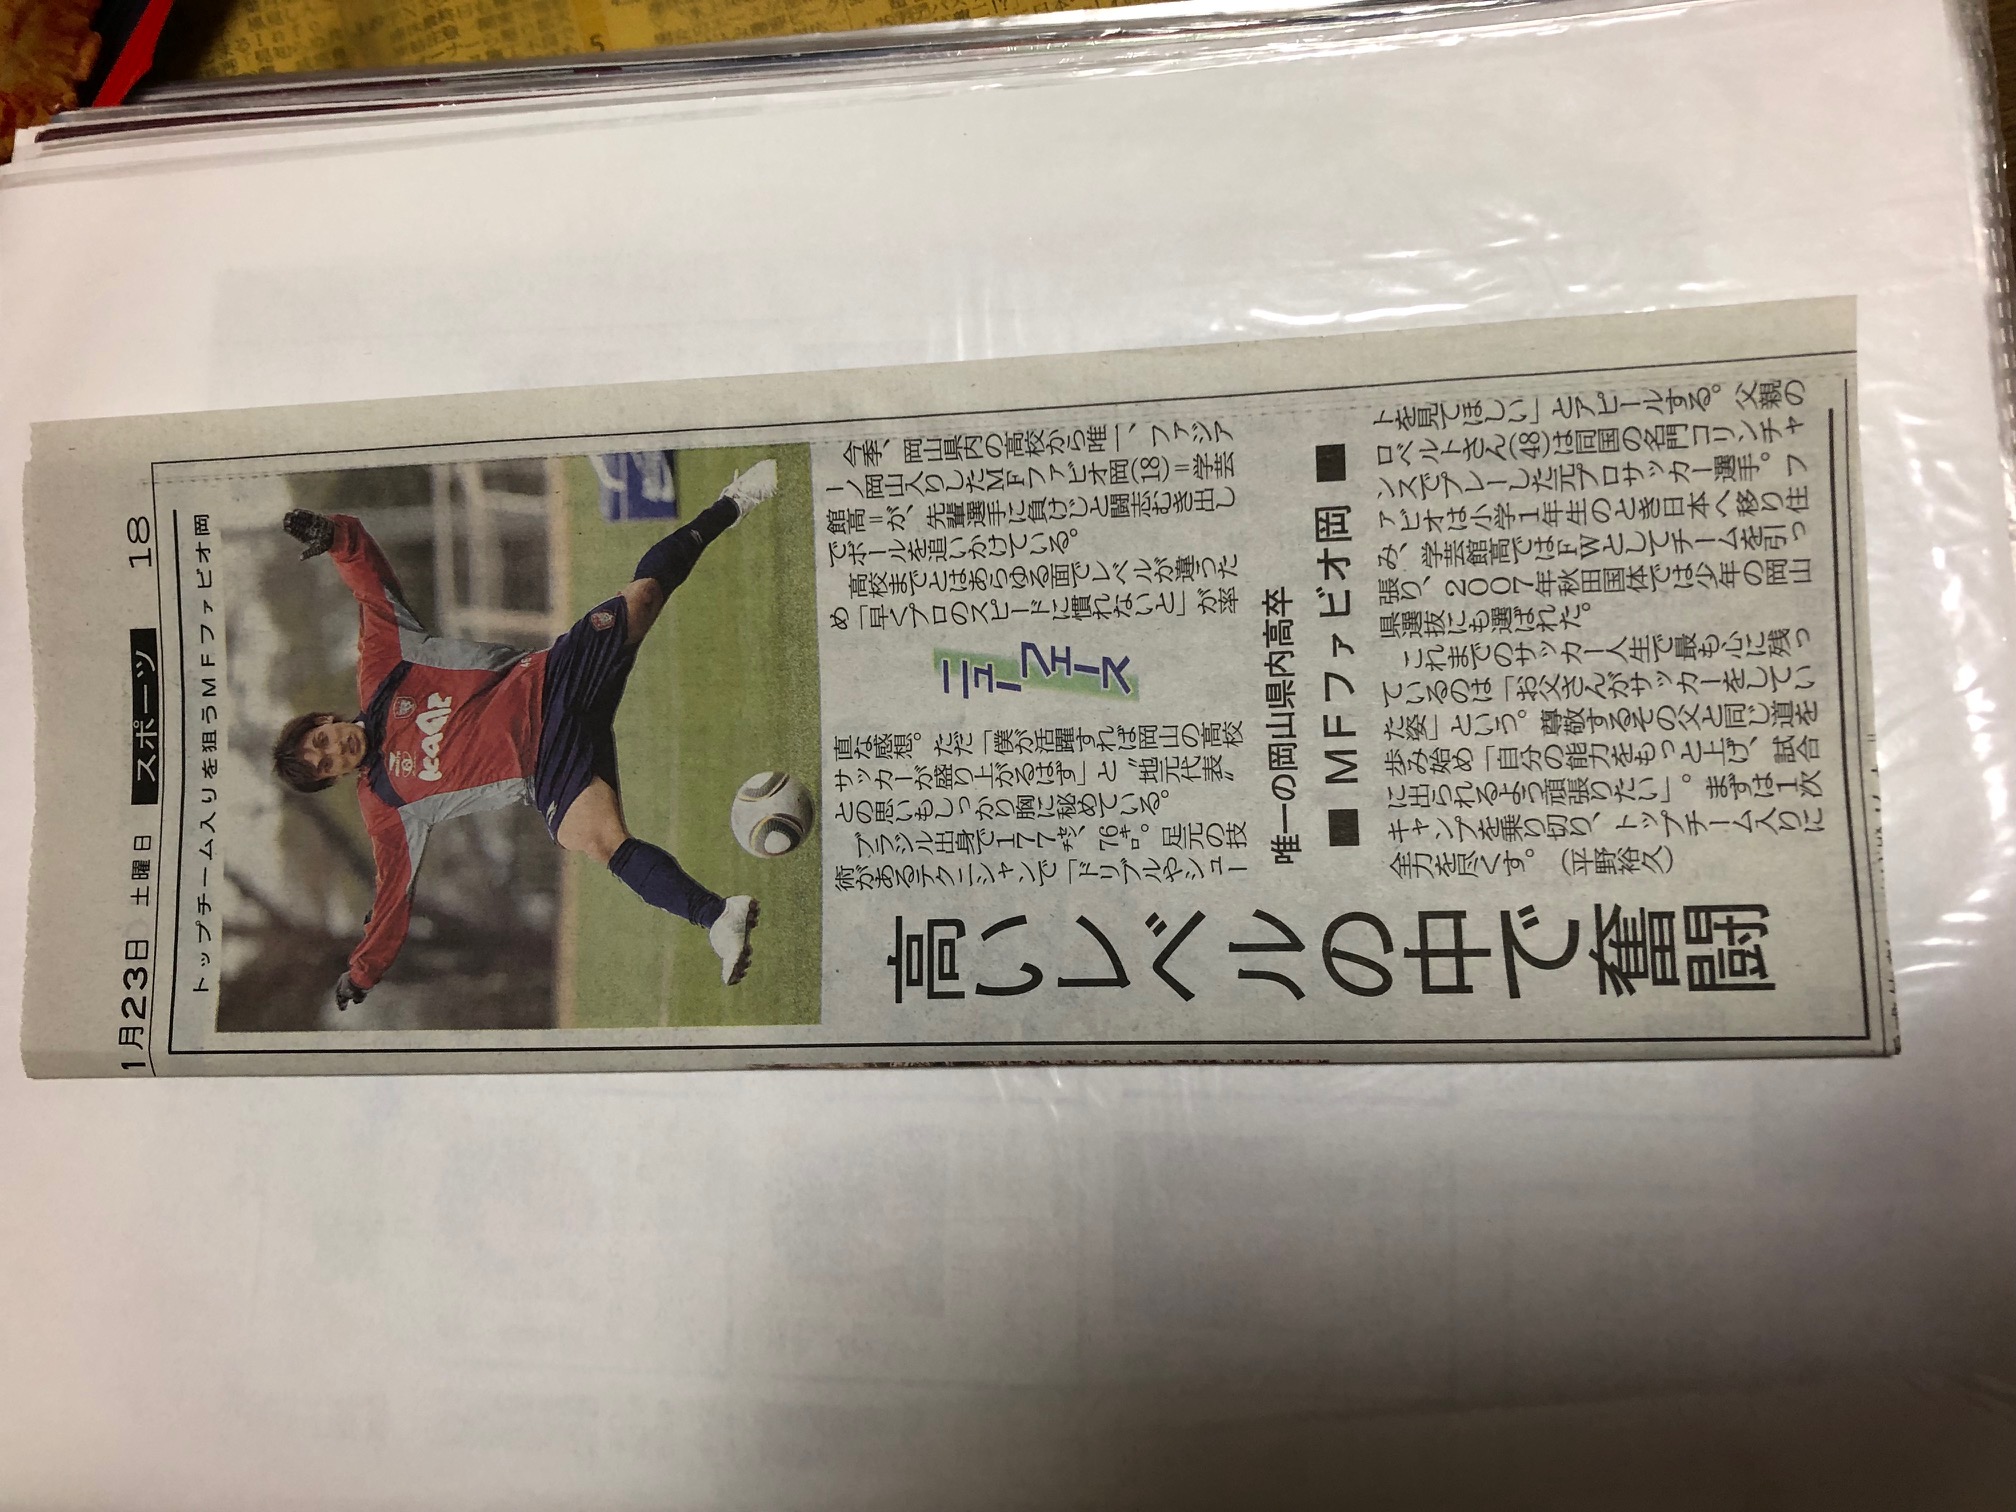 1月23日 土曜日 スポーツ 18
トップチーム入りを狙うMFファビオ岡
KeePer
高いレベルの中で奮闘
唯一の岡山県内高卒
■ MFファビオ岡 ■
ニューフェース
今季、岡山県内の高校から唯一、ファジア
ーノ岡山入りしたMFファビオ岡(18)=学芸
館高=が、先輩選手に負けじと闘志むき出し
でボールを追いかけている。
高校までとはあらゆる面でレベルが違うた
め「早くプロのスピードに慣れないと」が率
直な感想。ただ「僕が活躍すれば岡山の高校
サッカーが盛り上がるはず」と〝地元代表〟
との思いもしっかり胸に秘めている。
ブラジル出身で177㌢、76㌔。足元の技
術があるテクニシャンで「ドリブルやシュー
トを見てほしい」とアピールする。父親の
ロベルトさん(48)は同国の名門コリンチャ
ンスでプレーした元プロサッカー選手。フ
ァビオは小学1年生のとき日本へ移り住
み、学芸館高ではFWとしてチームを引っ
張り、2007年秋田国体では少年の岡山
県選抜にも選ばれた。
これまでのサッカー人生で最も心に残っ
ているのは「お父さんがサッカーをしてい
た姿」という。尊敬するその父と同じ道を
歩み始め「自分の能力をもっと上げ、試合
に出られるよう頑張りたい」。まずは1次
キャンプを乗り切り、トップチーム入りに
全力を尽くす。(平野裕久)